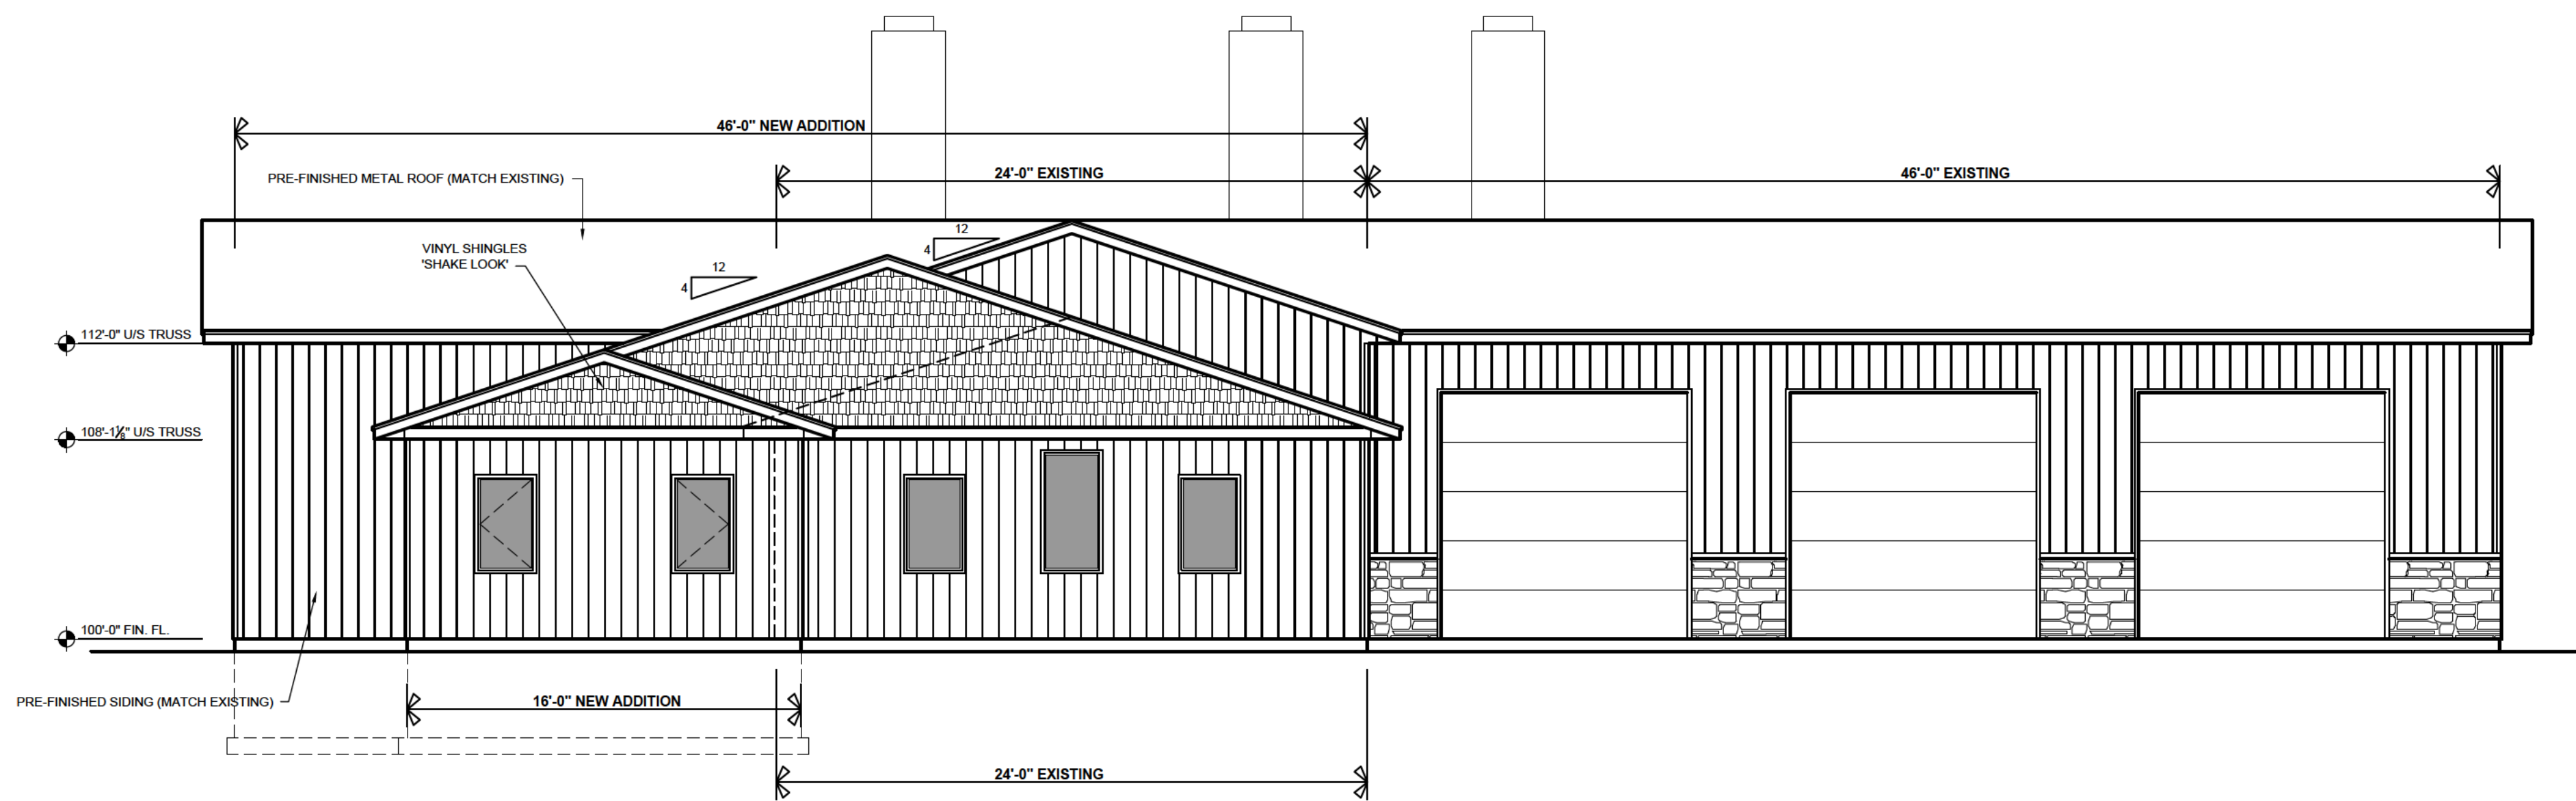 46'-0" NEW ADDITION
24'-0" EXISTING
46'-0" EXISTING
PRE-FINISHED METAL ROOF (MATCH EXISTING)
12
4
VINYL SHINGLES
'SHAKE LOOK'
12
4
112'-0" U/S TRUSS
108'-1⅛" U/S TRUSS
100'-0" FIN. FL.
PRE-FINISHED SIDING (MATCH EXISTING)
16'-0" NEW ADDITION
24'-0" EXISTING